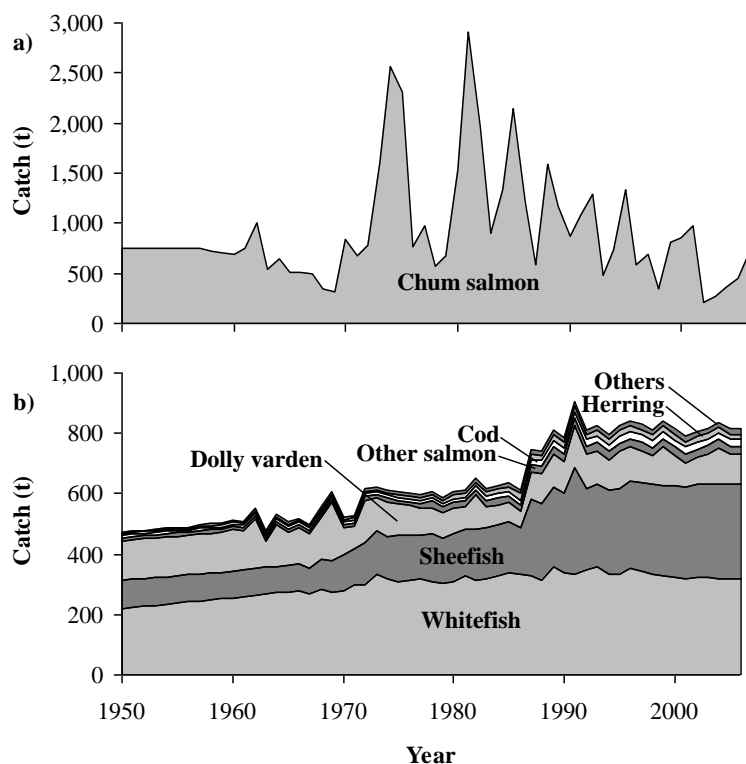 a)
3,000
2,500
2,000
1,500
1,000
500
0
Catch (t)
Chum salmon
b)
1,000
800
600
400
200
0
Catch (t)
Others
Herring
Cod
Other salmon
Dolly varden
Sheefish
Whitefish
1950 1960 1970 1980 1990 2000
Year